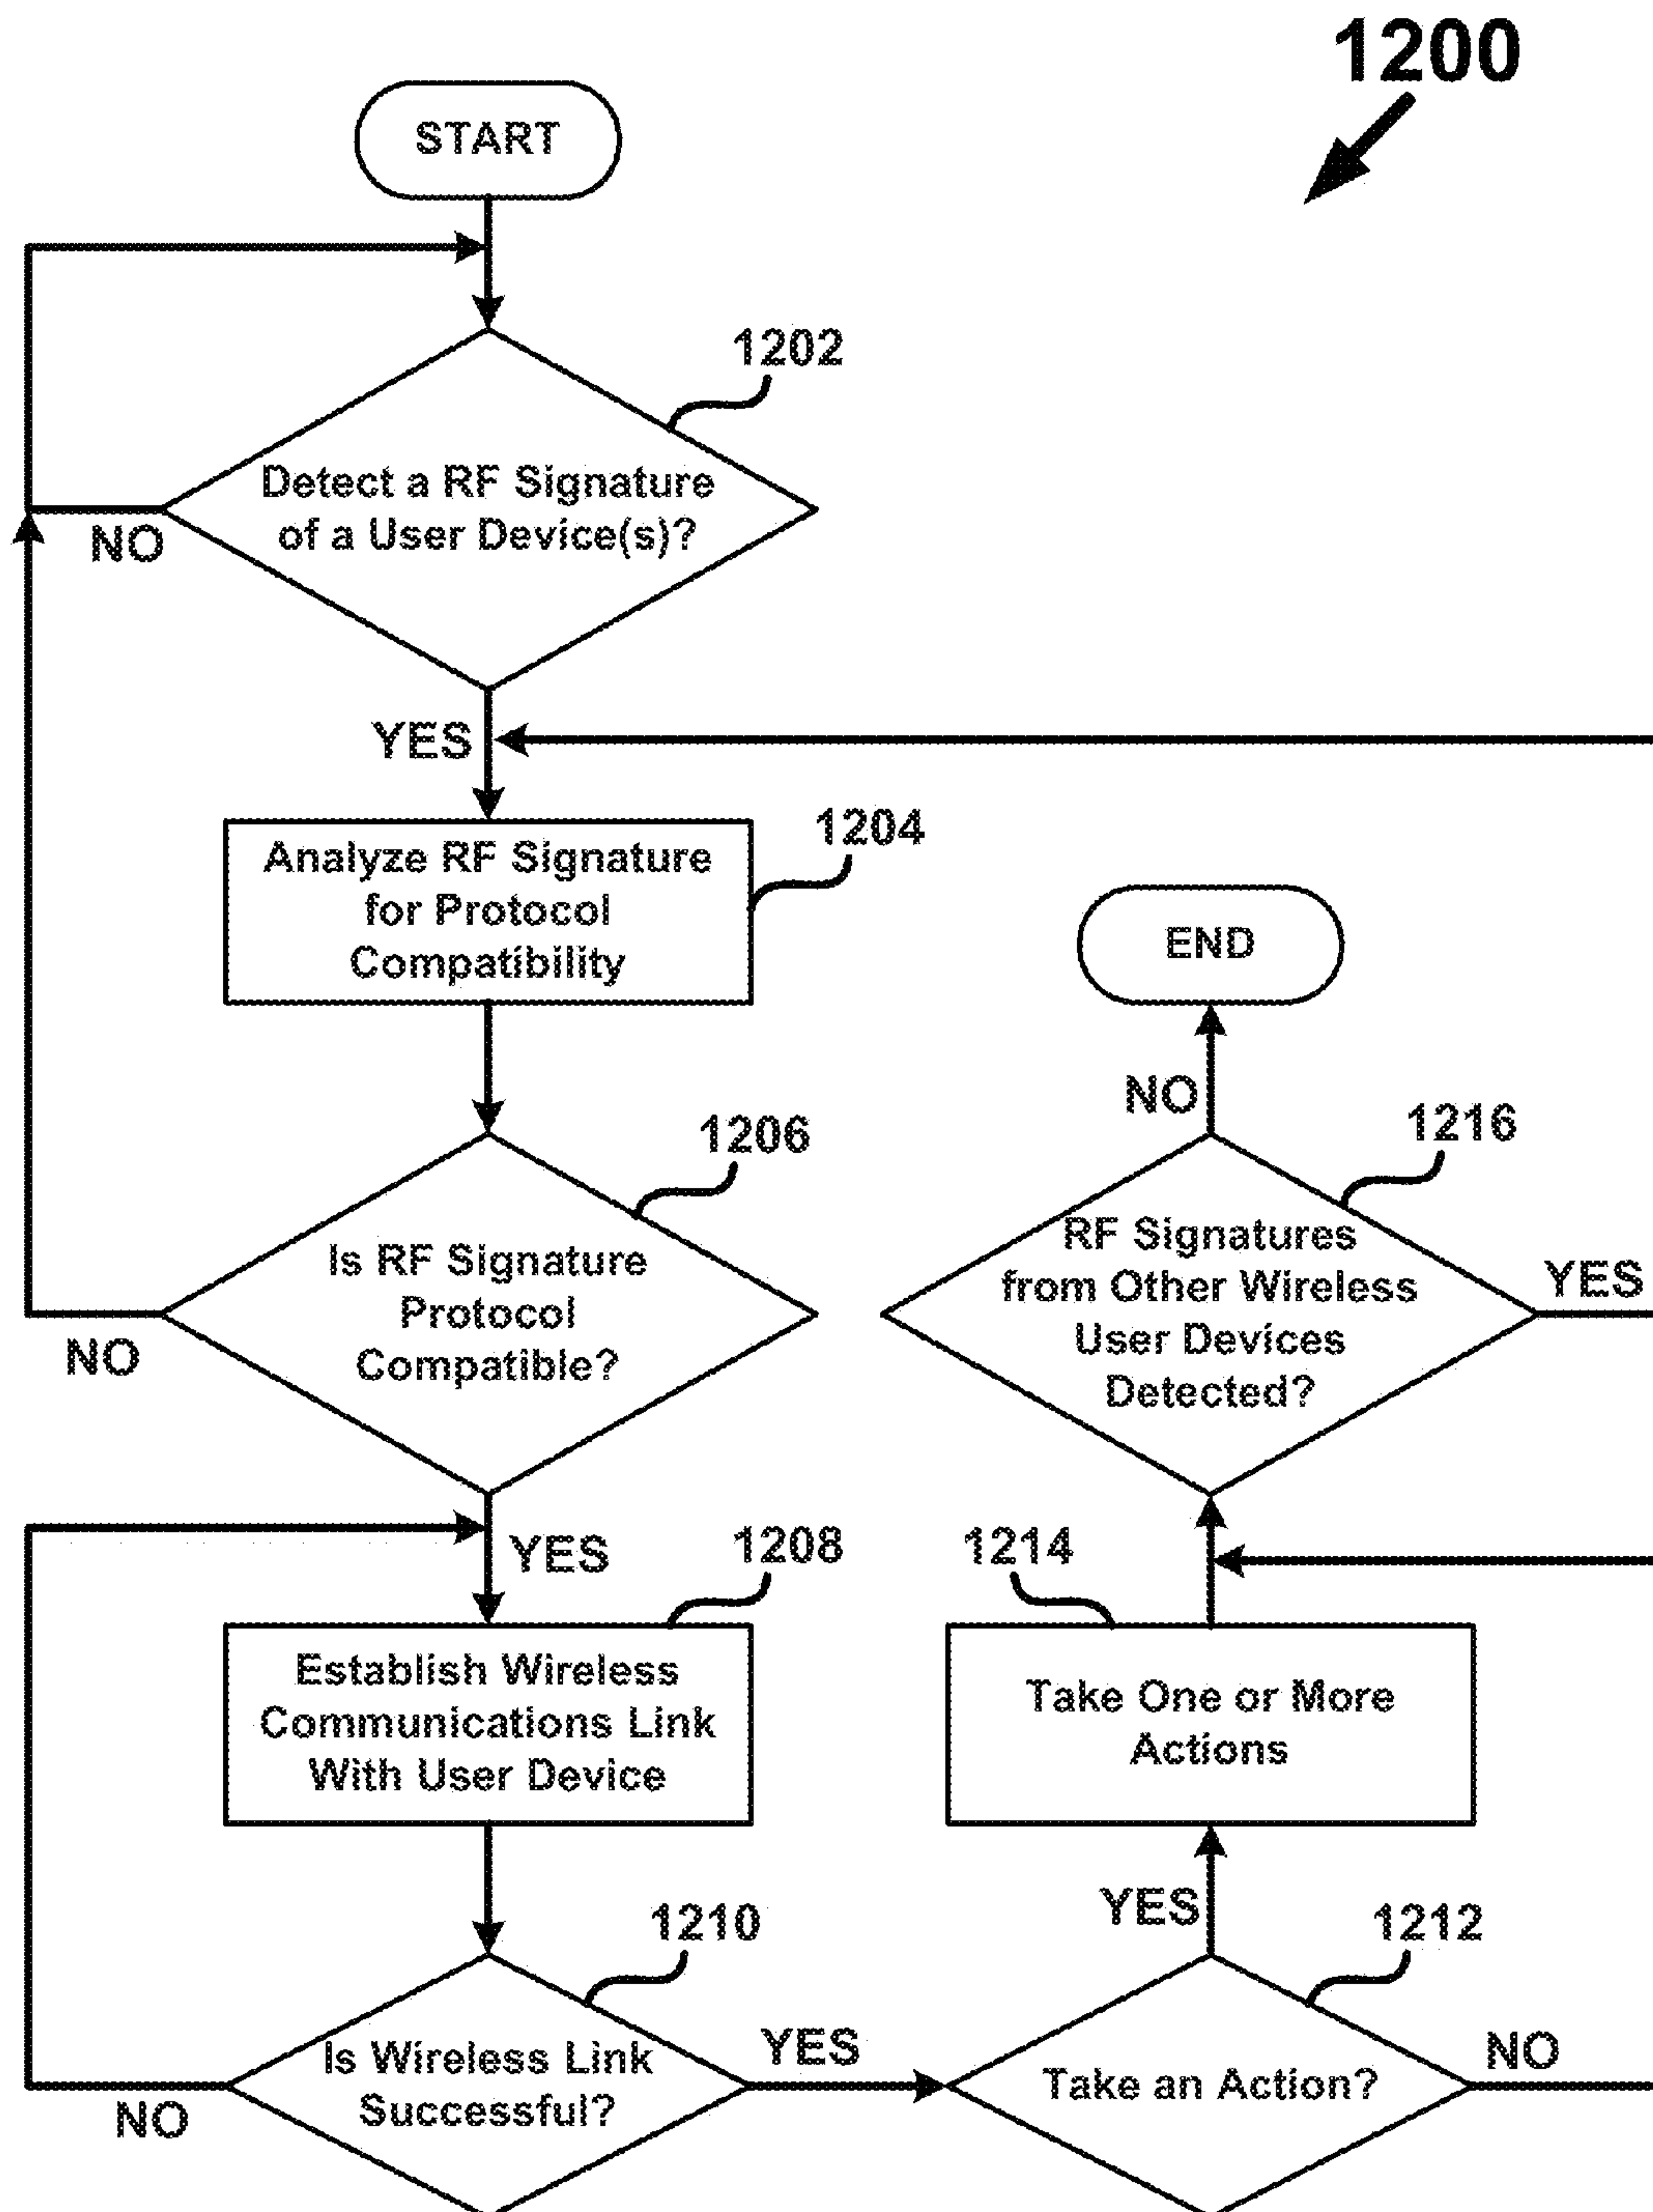 1200
START
1202
Detect a RF Signature
of a User Device(s)?
NO
YES
1204
Analyze RF Signature
for Protocol
Compatibility
1206
Is RF Signature
Protocol
Compatible?
NO
YES
1208
Establish Wireless
Communications Link
With User Device
1210
Is Wireless Link
Successful?
NO
YES
1212
Take an Action?
NO
YES
1214
Take One or More
Actions
1216
RF Signatures
from Other Wireless
User Devices
Detected?
YES
NO
END